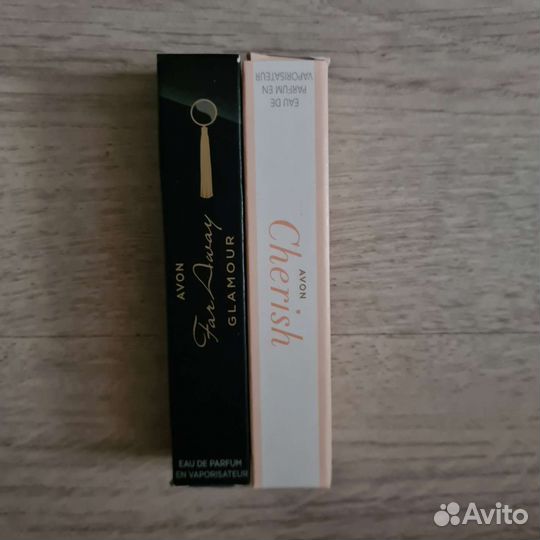 AVON
Far Away
GLAMOUR
EAU DE PARFUM
EN VAPORISATEUR
EAU DE
PARFUM EN
VAPORISATEUR
AVON
Cherish
Avito